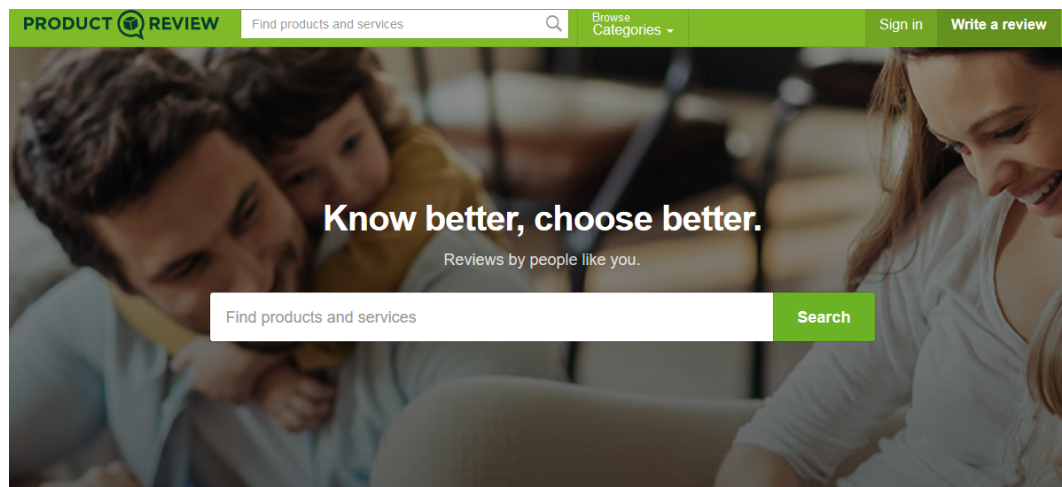 PRODUCT REVIEW
Find products and services
Browse
Categories
Sign in
Write a review
Know better, choose better.
Reviews by people like you.
Find products and services
Search